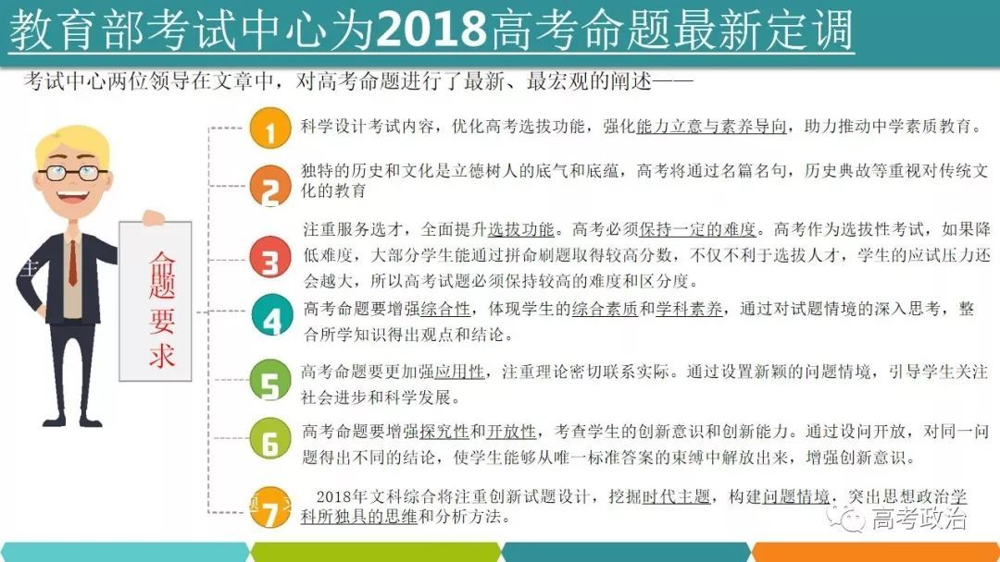 教育部考试中心为2018高考命题最新定调
考试中心两位领导在文章中，对高考命题进行了最新、最宏观的阐述——
主
命
题
要
求
1
科学设计考试内容，优化高考选拔功能，强化能力立意与素养导向，助力推动中学素质教育。
2
独特的历史和文化是立德树人的底气和底蕴，高考将通过名篇名句，历史典故等重视对传统文
化的教育
3
注重服务选才，全面提升选拔功能。高考必须保持一定的难度。高考作为选拔性考试，如果降
低难度，大部分学生能通过拼命刷题取得较高分数，不仅不利于选拔人才，学生的应试压力还
会越大，所以高考试题必须保持较高的难度和区分度。
4
高考命题要增强综合性，体现学生的综合素质和学科素养，通过对试题情境的深入思考，整
合所学知识得出观点和结论。
5
高考命题要更加强应用性，注重理论密切联系实际。通过设置新颖的问题情境，引导学生关注
社会进步和科学发展。
6
高考命题要增强探究性和开放性，考查学生的创新意识和创新能力。通过设问开放，对同一问
题得出不同的结论，使学生能够从唯一标准答案的束缚中解放出来，增强创新意识。
7
2018年文科综合将注重创新试题设计，挖掘时代主题，构建问题情境．突出思想政治学
科所独具的思维和分析方法。
高考政治